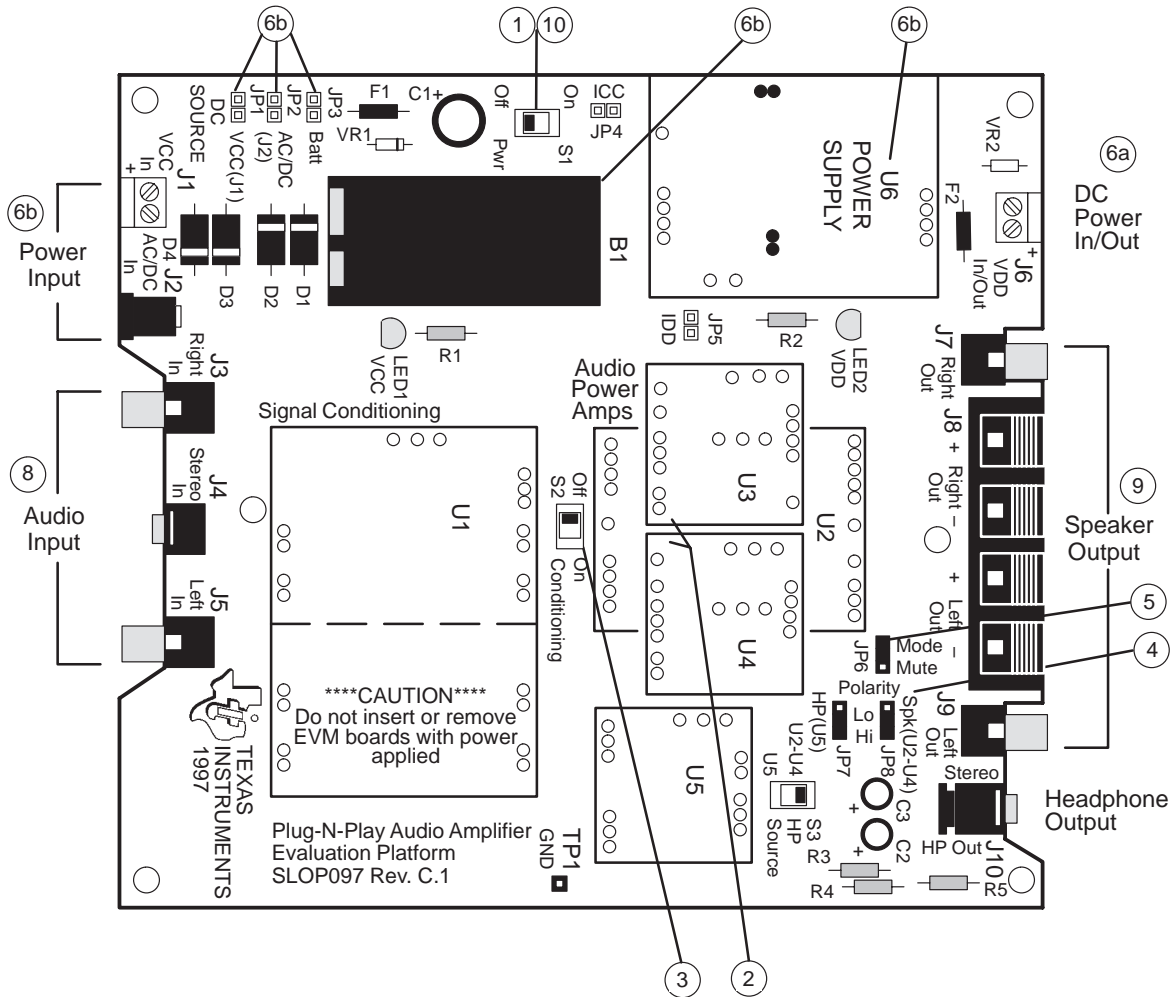 6b
1
10
6b
6b
DC
SOURCE
JP1
VCC(J1)
JP2
AC/DC
(J2)
JP3
Batt
F1
VR1
C1+
Off
On
Pwr
S1
ICC
JP4
U6
POWER
SUPPLY
VR2
F2
6a
DC
Power
In/Out
+
J6
VDD
In/Out
6b
Power
Input
VCC
In
+
J1
D4
AC/DC
In
J2
D3
D2
D1
B1
LED1
VCC
R1
JP5
IDD
R2
LED2
VDD
J3
Right
In
J7
Right
Out
Signal Conditioning
Audio
Power
Amps
8
Audio
Input
Stereo
In
J4
Left
In
J5
U1
Off
S2
On
Conditioning
U3
U2
U4
J8
+
Right
Out
−
+
Left
Out
−
9
Speaker
Output
5
4
JP6
Mode
Mute
Polarity
HP(U5)
Lo
Hi
JP7
Spk(U2-U4)
JP8
J9
Left
Out
****CAUTION****
Do not insert or remove
EVM boards with power
applied
TEXAS
INSTRUMENTS
1997
U5
U2-U4
U5
S3
HP
Source
+
C3
C2
+
Stereo
HP Out
J10
Headphone
Output
R3
R4
R5
Plug-N-Play Audio Amplifier
Evaluation Platform
SLOP097 Rev. C.1
TP1
GND
3
2